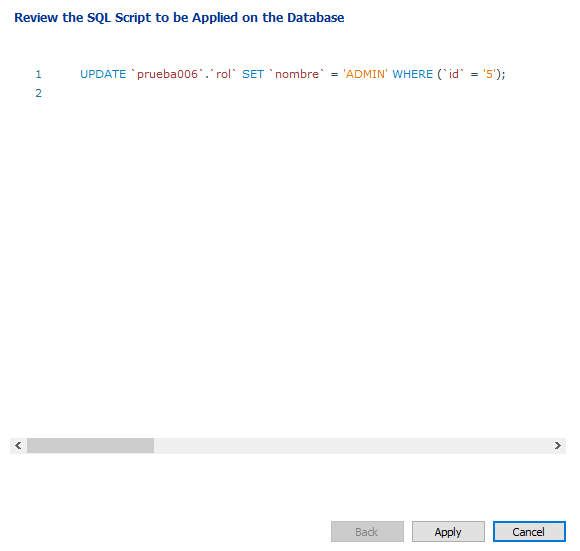 Review the SQL Script to be Applied on the Database
1 UPDATE `prueba006`.`rol` SET `nombre` = 'ADMIN' WHERE (`id` = '5');
2
Back Apply Cancel